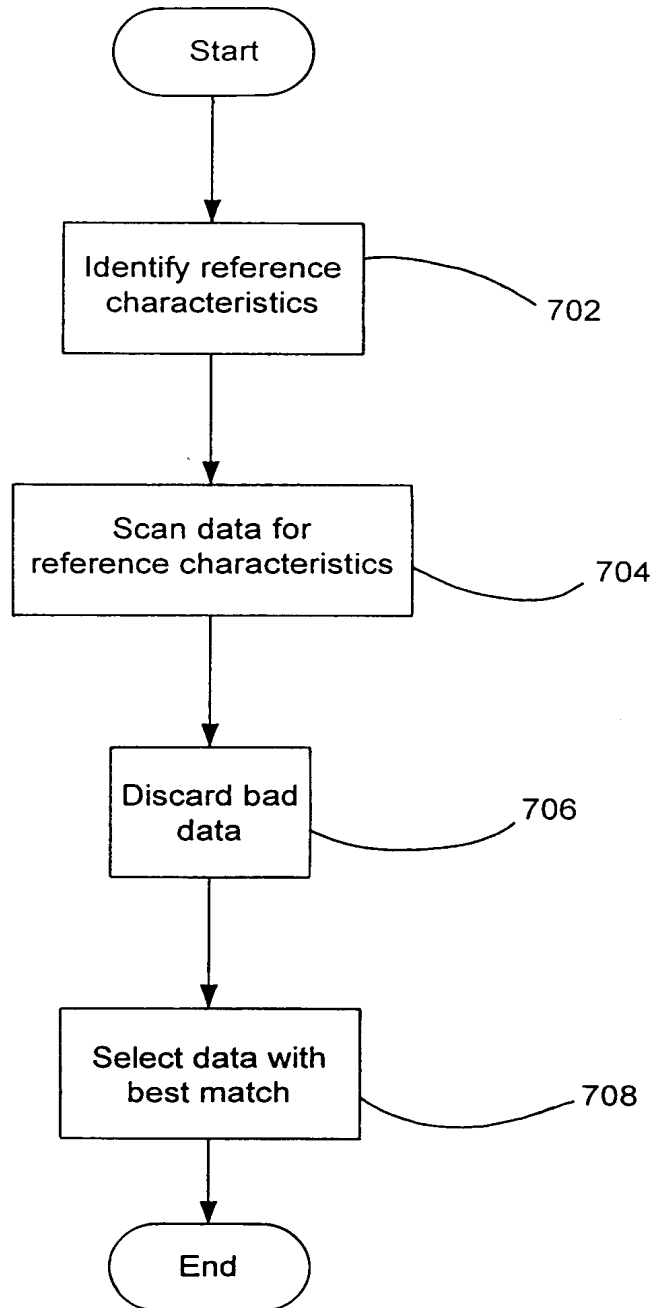 Start
Identify reference
characteristics
702
Scan data for
reference characteristics
704
Discard bad
data
706
Select data with
best match
708
End